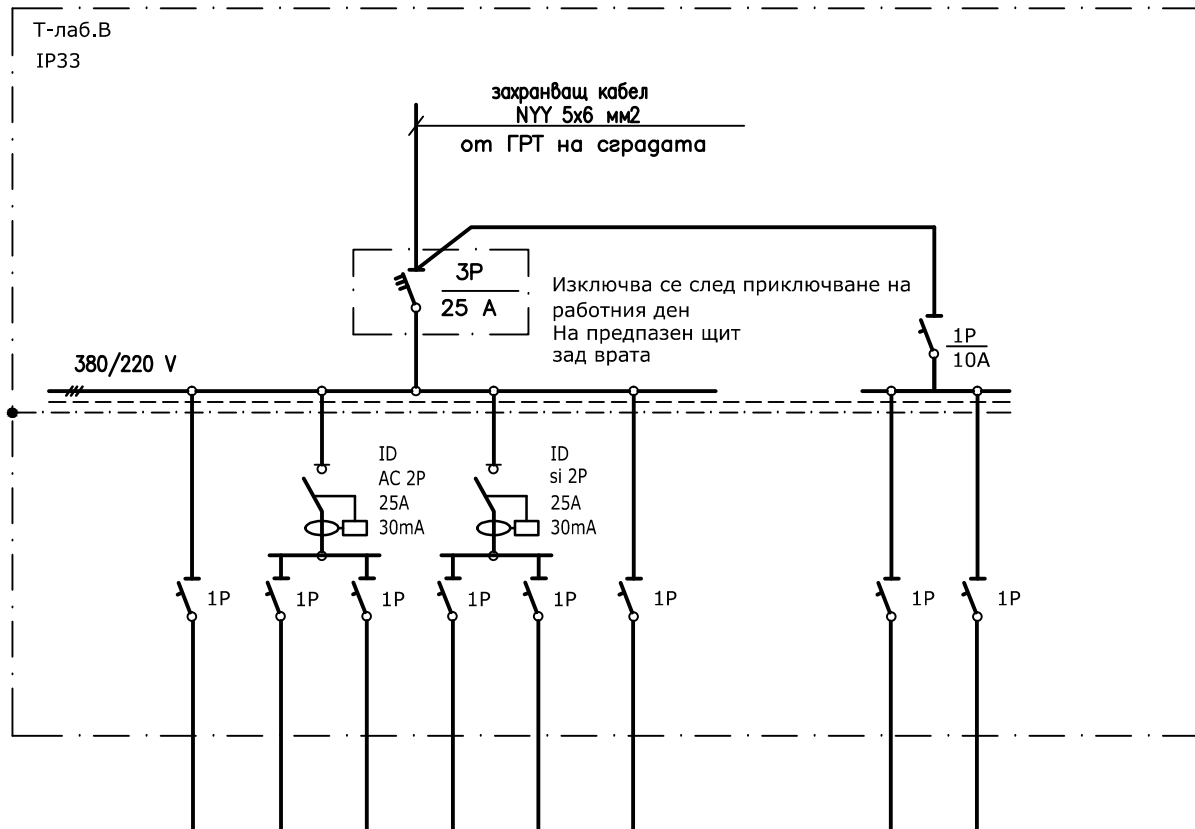 Т-лаб.В
IP33
захранващ кабел
NYY 5x6 мм2
от ГРТ на сградата
3P
25 A
Изключва се след приключване на
работния ден
На предпазен щит
зад врата
1P
10A
380/220 V
ID
AC 2P
25A
30mA
ID
si 2P
25A
30mA
1P
1P
1P
1P
1P
1P
1P
1P